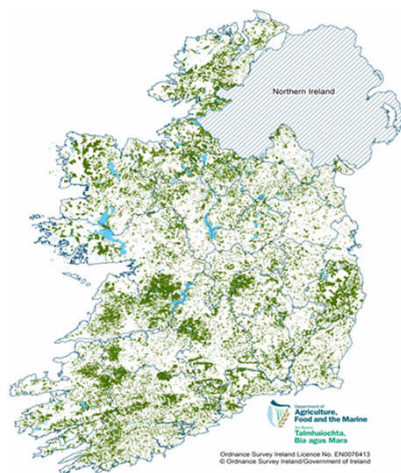 Northern Ireland
Department of
Agriculture,
Food and the Marine
An Roinn
Talmhaíochta,
Bia agus Mara
Ordnance Survey Ireland Licence No. EN0076413
© Ordnance Survey Ireland/Government of Ireland